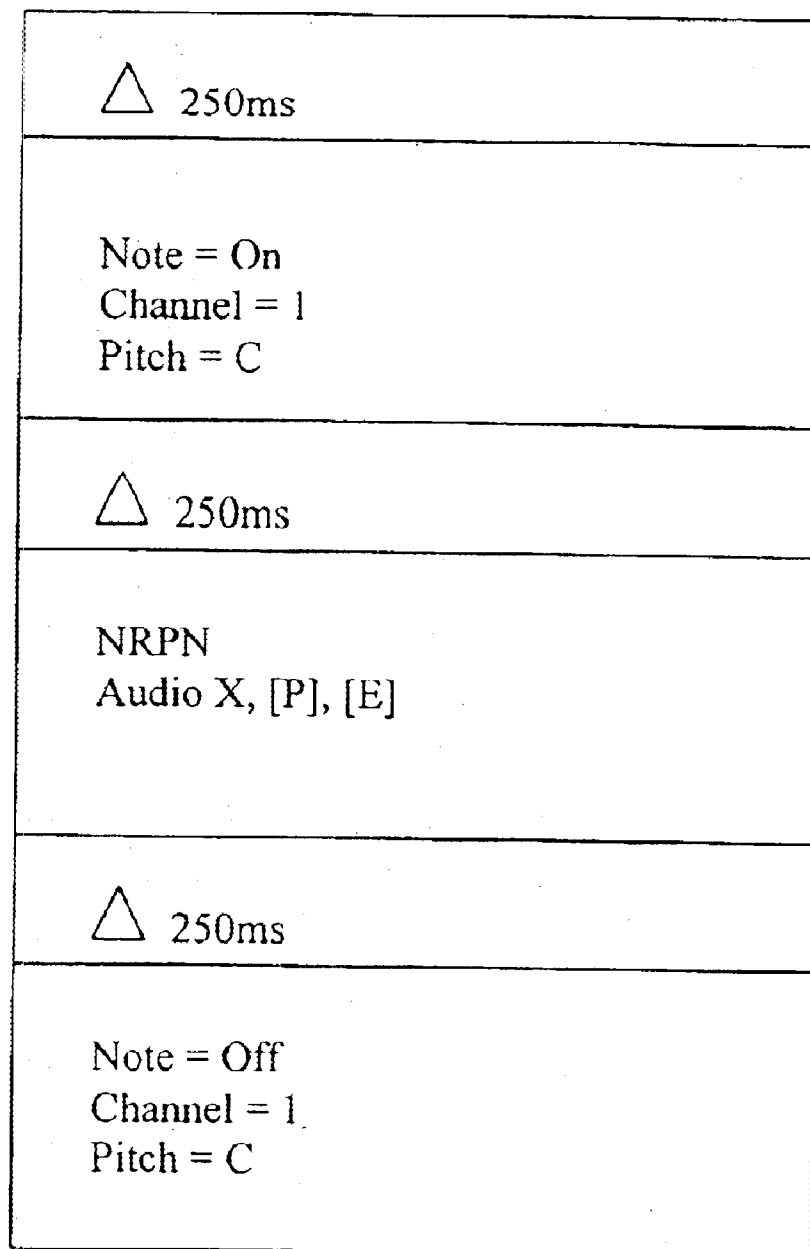 △ 250ms
Note = On
Channel = 1
Pitch = C
△ 250ms
NRPN
Audio X, [P], [E]
△ 250ms
Note = Off
Channel = 1
Pitch = C